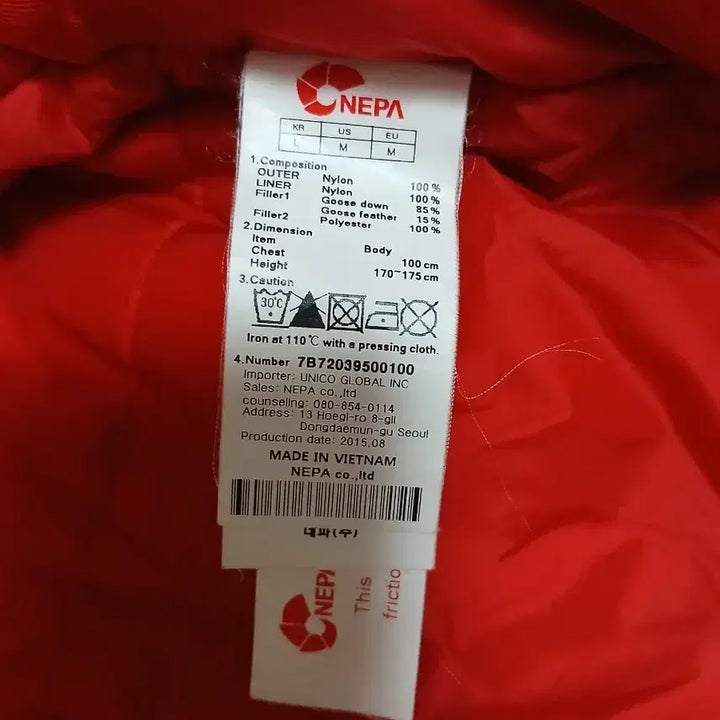 NEPA
KR US EU
L M M
1.Composition
OUTER Nylon 100%
LINER Nylon 100%
Filler1 Goose down 85%
Goose feather 15%
Filler2 Polyester 100%
2.Dimension
Item Body
Chest 100cm
Height 170~175cm
3.Caution
30℃
Iron at 110℃ with a pressing cloth.
4.Number 7B72039500100
Importer: UNICO GLOBAL INC
Sales: NEPA co.,ltd
counseling: 080-854-0114
Address: 13 Hoegi-ro 8-gil
Dongdaemun-gu Seoul
Production date: 2015.08
MADE IN VIETNAM
NEPA co.,ltd
네파(주)
NEPA
This
frictio